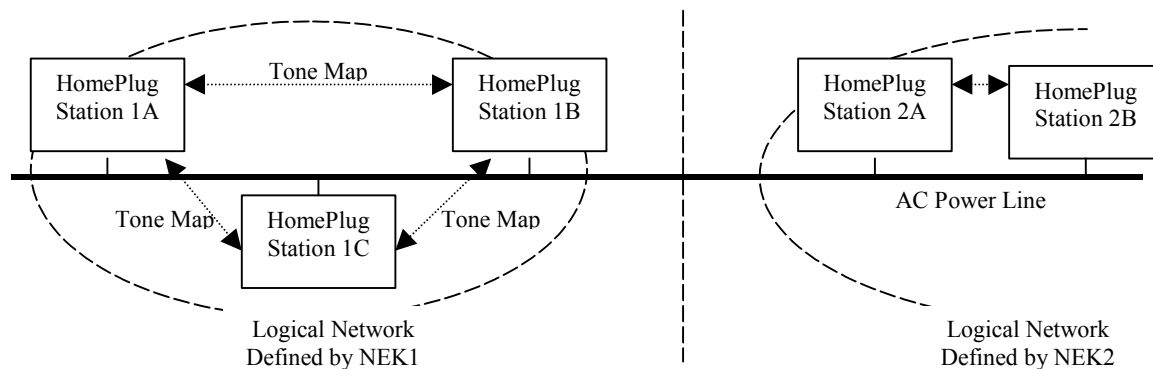 HomePlug
Station 1A
Tone Map
HomePlug
Station 1B
HomePlug
Station 2A
HomePlug
Station 2B
Tone Map
HomePlug
Station 1C
Tone Map
AC Power Line
Logical Network
Defined by NEK1
Logical Network
Defined by NEK2